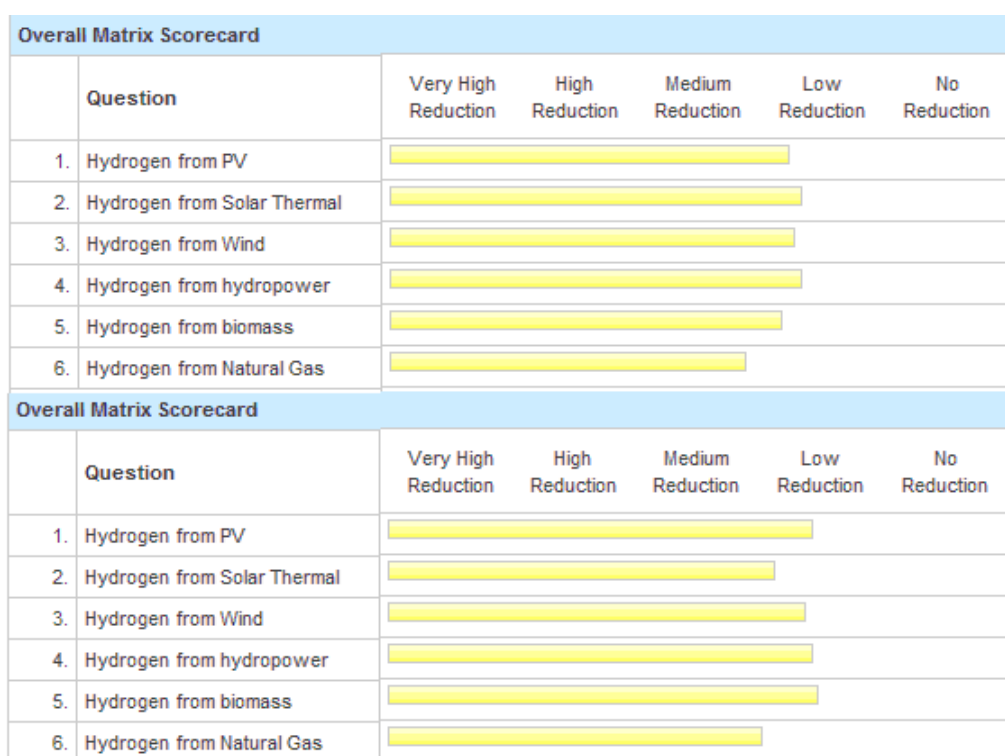 Overall Matrix Scorecard
Question
Very High Reduction
High Reduction
Medium Reduction
Low Reduction
No Reduction
1. Hydrogen from PV
2. Hydrogen from Solar Thermal
3. Hydrogen from Wind
4. Hydrogen from hydropower
5. Hydrogen from biomass
6. Hydrogen from Natural Gas
Overall Matrix Scorecard
Question
Very High Reduction
High Reduction
Medium Reduction
Low Reduction
No Reduction
1. Hydrogen from PV
2. Hydrogen from Solar Thermal
3. Hydrogen from Wind
4. Hydrogen from hydropower
5. Hydrogen from biomass
6. Hydrogen from Natural Gas